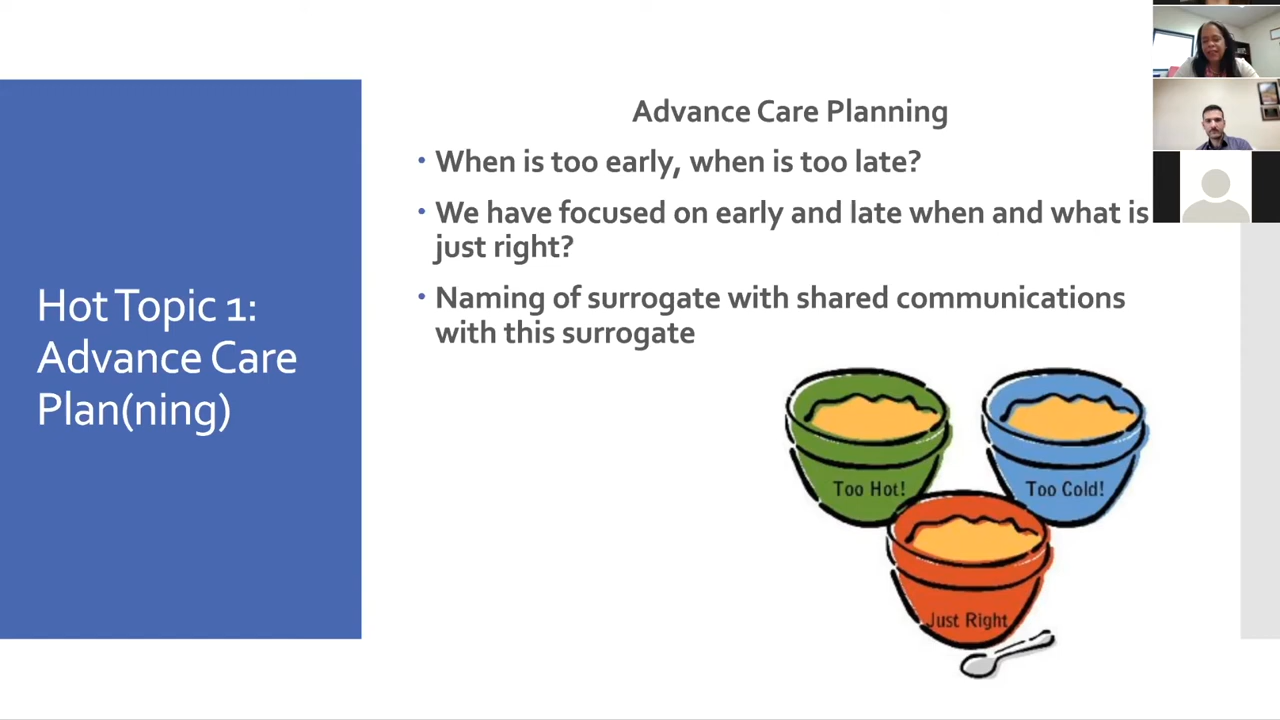 Hot Topic 1:
Advance Care
Plan(ning)
Advance Care Planning
• When is too early, when is too late?
• We have focused on early and late when and what is
just right?
• Naming of surrogate with shared communications
with this surrogate
Too Hot!
Too Cold!
Just Right